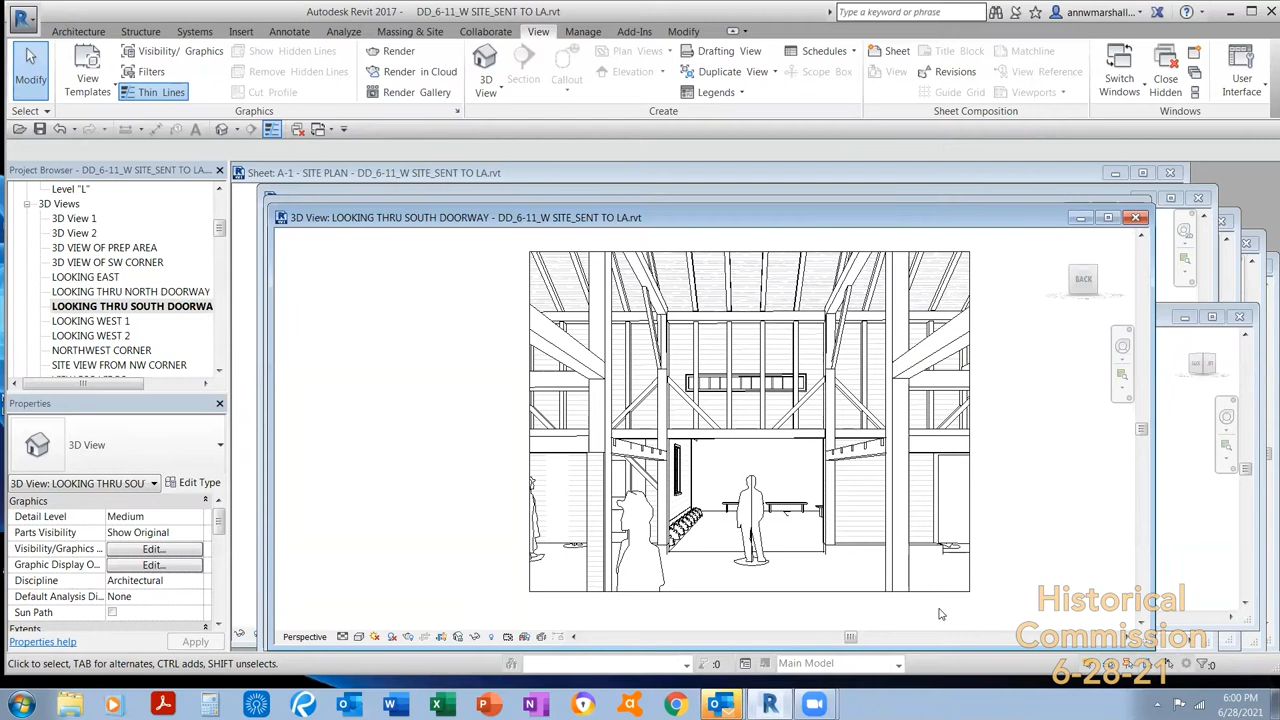 Autodesk Revit 2017 - DD_6-11_W SITE_SENT TO LA.rvt
Type a keyword or phrase
annwmarshall...
Architecture Structure Systems Insert Annotate Analyze Massing & Site Collaborate View Manage Add-Ins Modify
Modify
View
Templates
Visibility/ Graphics
Filters
Thin Lines
Show Hidden Lines
Remove Hidden Lines
Cut Profile
Render
Render in Cloud
Render Gallery
3D
View
Section
Callout
Plan Views
Elevation
Drafting View
Duplicate View
Legends
Schedules
Scope Box
Sheet
View
Title Block
Revisions
Guide Grid
Matchline
View Reference
Viewports
Switch
Windows
Close
Hidden
User
Interface
Select
Graphics
Create
Sheet Composition
Windows
Project Browser - DD_6-11_W SITE_SENT TO LA....
Level "L"
3D Views
3D View 1
3D View 2
3D VIEW OF PREP AREA
3D VIEW OF SW CORNER
LOOKING EAST
LOOKING THRU NORTH DOORWAY
LOOKING THRU SOUTH DOORWA
LOOKING WEST 1
LOOKING WEST 2
NORTHWEST CORNER
SITE VIEW FROM NW CORNER
Sheet: A-1 - SITE PLAN - DD_6-11_W SITE_SENT TO LA.rvt
3D View: LOOKING THRU SOUTH DOORWAY - DD_6-11_W SITE_SENT TO LA.rvt
BACK
Properties
3D View
3D View: LOOKING THRU SOU
Edit Type
Graphics
Detail Level Medium
Parts Visibility Show Original
Visibility/Graphics ... Edit...
Graphic Display O... Edit...
Discipline Architectural
Default Analysis Di... None
Sun Path
Extents
Properties help
Apply
Perspective
Click to select, TAB for alternates, CTRL adds, SHIFT unselects.
:0
Main Model
:0
Historical
Commission
6-28-21
6:00 PM
6/28/2021